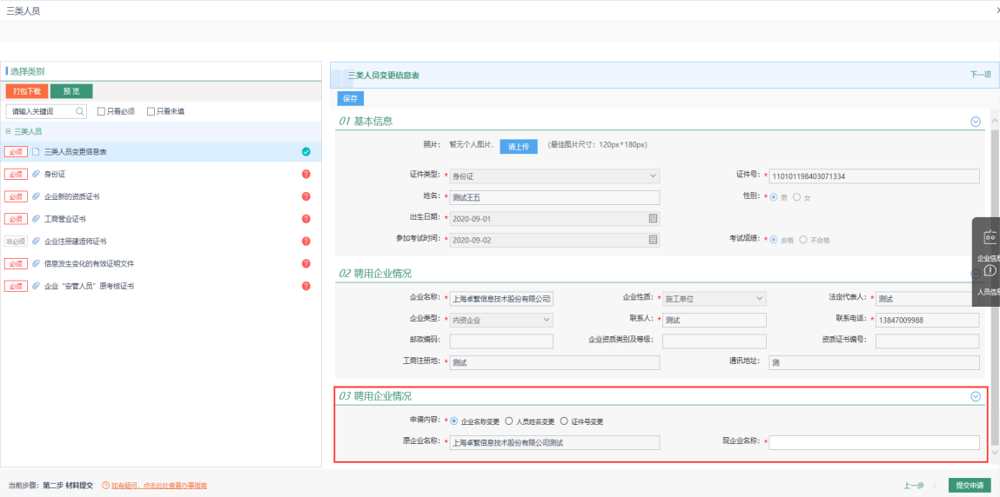 三类人员
选择类别
打包下载 预 览
请输入关键词 只看必须 只看未填
三类人员
必须 三类人员变更信息表
必须 身份证
必须 企业新的资质证书
必须 工商营业证书
非必须 企业注册建造师证书
必须 信息发生变化的有效证明文件
必须 企业“安管人员”原考核证书
三类人员变更信息表 下一项
保存
01 基本信息
照片： 暂无个人图片， 请上传 （最佳图片尺寸：120px*180px）
证件类型：* 身份证 证件号：* 110101198403071334
姓名：* 测试王五 性别：* 男 女
出生日期：* 2020-09-01
参加考试时间：* 2020-09-02 考试成绩：* 合格 不合格
02 聘用企业情况
企业名称：* 上海卓繁信息技术股份有限公司 企业性质：* 施工单位 法定代表人：* 测试
企业类型：* 内资企业 联系人：* 测试 联系电话：* 13847009988
邮政编码： 企业资质类别及等级： 资质证书编号：
工商注册地：* 测试 通讯地址： 测
03 聘用企业情况
申请内容：* 企业名称变更 人员姓名变更 证件号变更
原企业名称：* 上海卓繁信息技术股份有限公司测试 现企业名称：*
企业信息
人员信息
当前步骤：第二步 材料提交 如有疑问，点击此处查看办事指南 上一步 提交申请